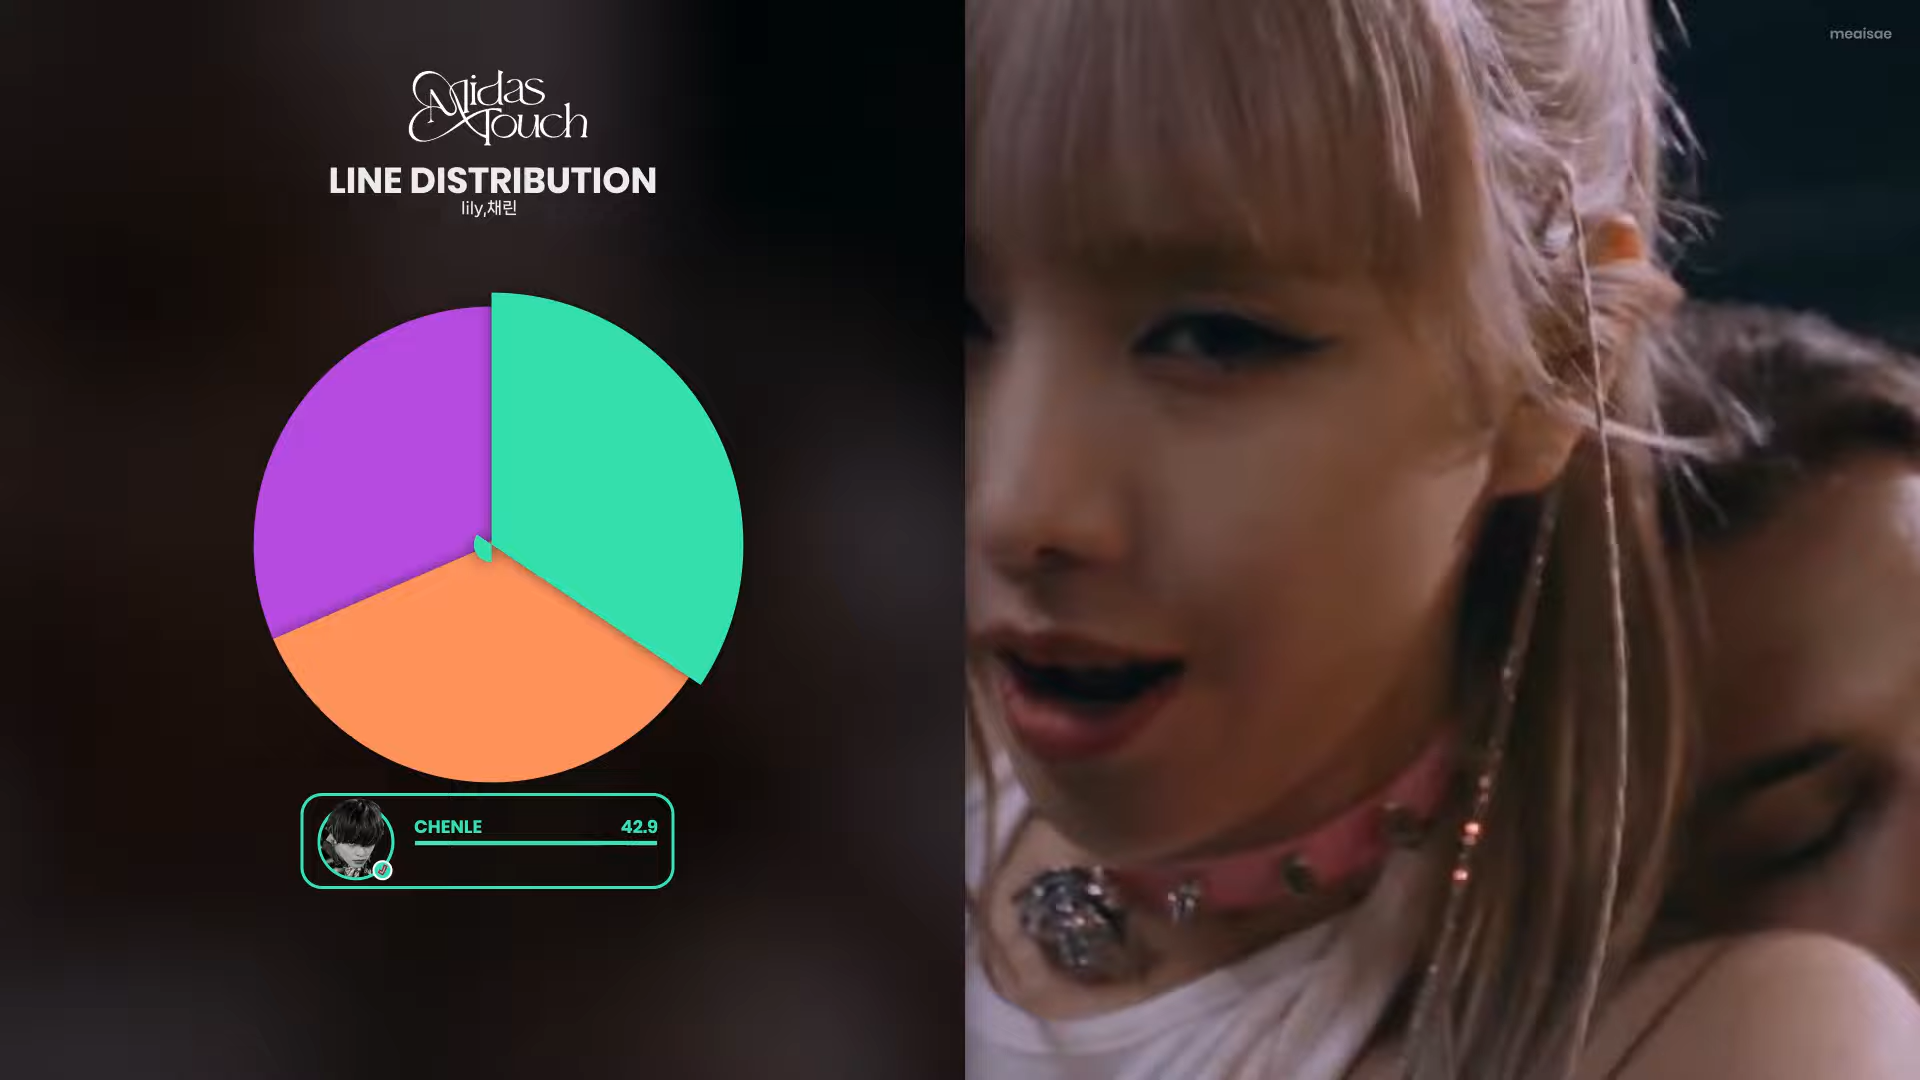 Midas
Touch
LINE DISTRIBUTION
lily,채린
CHENLE 42.9
meaisae